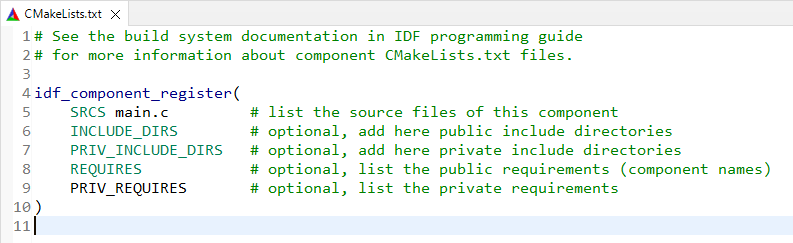 CMakeLists.txt
1 # See the build system documentation in IDF programming guide
2 # for more information about component CMakeLists.txt files.
3
4 idf_component_register(
5     SRCS main.c         # list the source files of this component
6     INCLUDE_DIRS        # optional, add here public include directories
7     PRIV_INCLUDE_DIRS   # optional, add here private include directories
8     REQUIRES            # optional, list the public requirements (component names)
9     PRIV_REQUIRES       # optional, list the private requirements
10 )
11